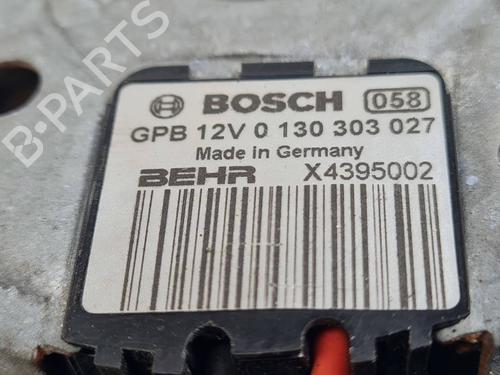 B-PARTS
BOSCH 058
GPB 12V 0 130 303 027
Made in Germany
BEHR X4395002